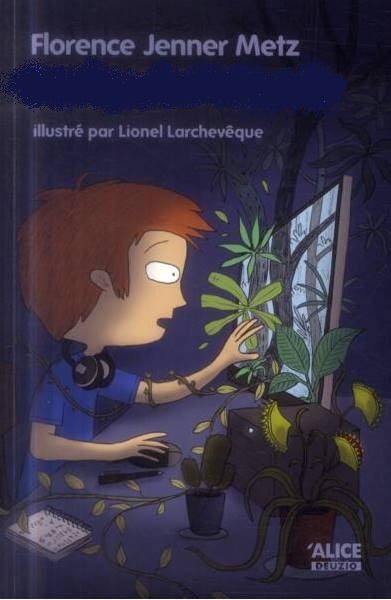 Florence Jenner Metz
illustré par Lionel Larchevêque
'ALICE
DEUZIO